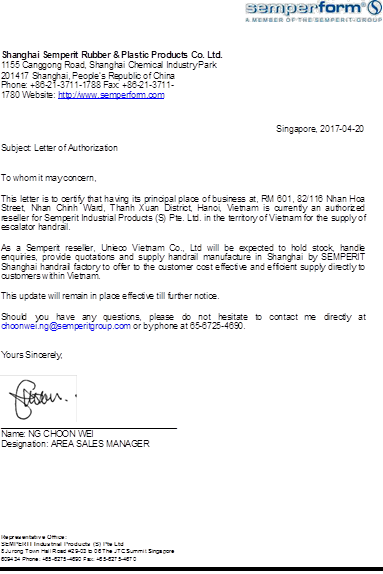 semperform®
A MEMBER OF THE SEMPERIT-GROUP
Shanghai Semperit Rubber & Plastic Products Co. Ltd.
1155 Canggong Road, Shanghai Chemical Industry Park
201417 Shanghai, People's Republic of China
Phone: +86-21-3711-1788 Fax: +86-21-3711-
1780 Website: http://www.semperform.com
Singapore, 2017-04-20
Subject: Letter of Authorization
To whom it may concern,
This letter is to certify that having its principal place of business at, RM 601, 82/116 Nhan Hoa
Street, Nhan Chinh Ward, Thanh Xuan District, Hanoi, Vietnam is currently an authorized
reseller for Semperit Industrial Products (S) Pte. Ltd. in the territory of Vietnam for the supply of
escalator handrail.
As a Semperit reseller, Unieco Vietnam Co., Ltd will be expected to hold stock, handle
enquiries, provide quotations and supply handrail manufacture in Shanghai by SEMPERIT
Shanghai handrail factory to offer to the customer cost effective and efficient supply directly to
customers within Vietnam.
This update will remain in place effective till further notice.
Should you have any questions, please do not hesitate to contact me directly at
choonwei.ng@semperitgroup.com or by phone at 65-6725-4690.
Yours Sincerely,
Name: NG CHOON WEI
Designation: AREA SALES MANAGER
Representative Office:
SEMPERIT Industrial Products (S) Pte Ltd
8 Jurong Town Hall Road #29-03 to 06 The JTC Summit Singapore
609434 Phone: +65-6275-4690 Fax: +65-6275-4670